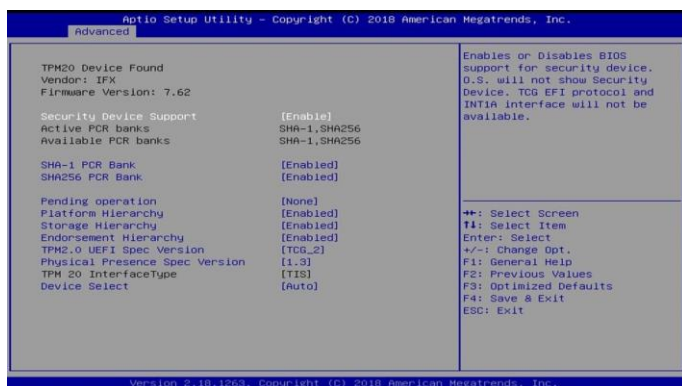 Aptio Setup Utility – Copyright (C) 2018 American Megatrends, Inc.
Advanced
TPM20 Device Found
Vendor: IFX
Firmware Version: 7.62
Security Device Support [Enable]
Active PCR banks SHA-1,SHA256
Available PCR banks SHA-1,SHA256
SHA-1 PCR Bank [Enabled]
SHA256 PCR Bank [Enabled]
Pending operation [None]
Platform Hierarchy [Enabled]
Storage Hierarchy [Enabled]
Endorsement Hierarchy [Enabled]
TPM2.0 UEFI Spec Version [TCG_2]
Physical Presence Spec Version [1.3]
TPM 20 InterfaceType [TIS]
Device Select [Auto]
Enables or Disables BIOS
support for security device.
O.S. will not show Security
Device. TCG EFI protocol and
INT1A interface will not be
available.
→←: Select Screen
↑↓: Select Item
Enter: Select
+/-: Change Opt.
F1: General Help
F2: Previous Values
F3: Optimized Defaults
F4: Save & Exit
ESC: Exit
Version 2.18.1263. Copyright (C) 2018 American Megatrends, Inc.